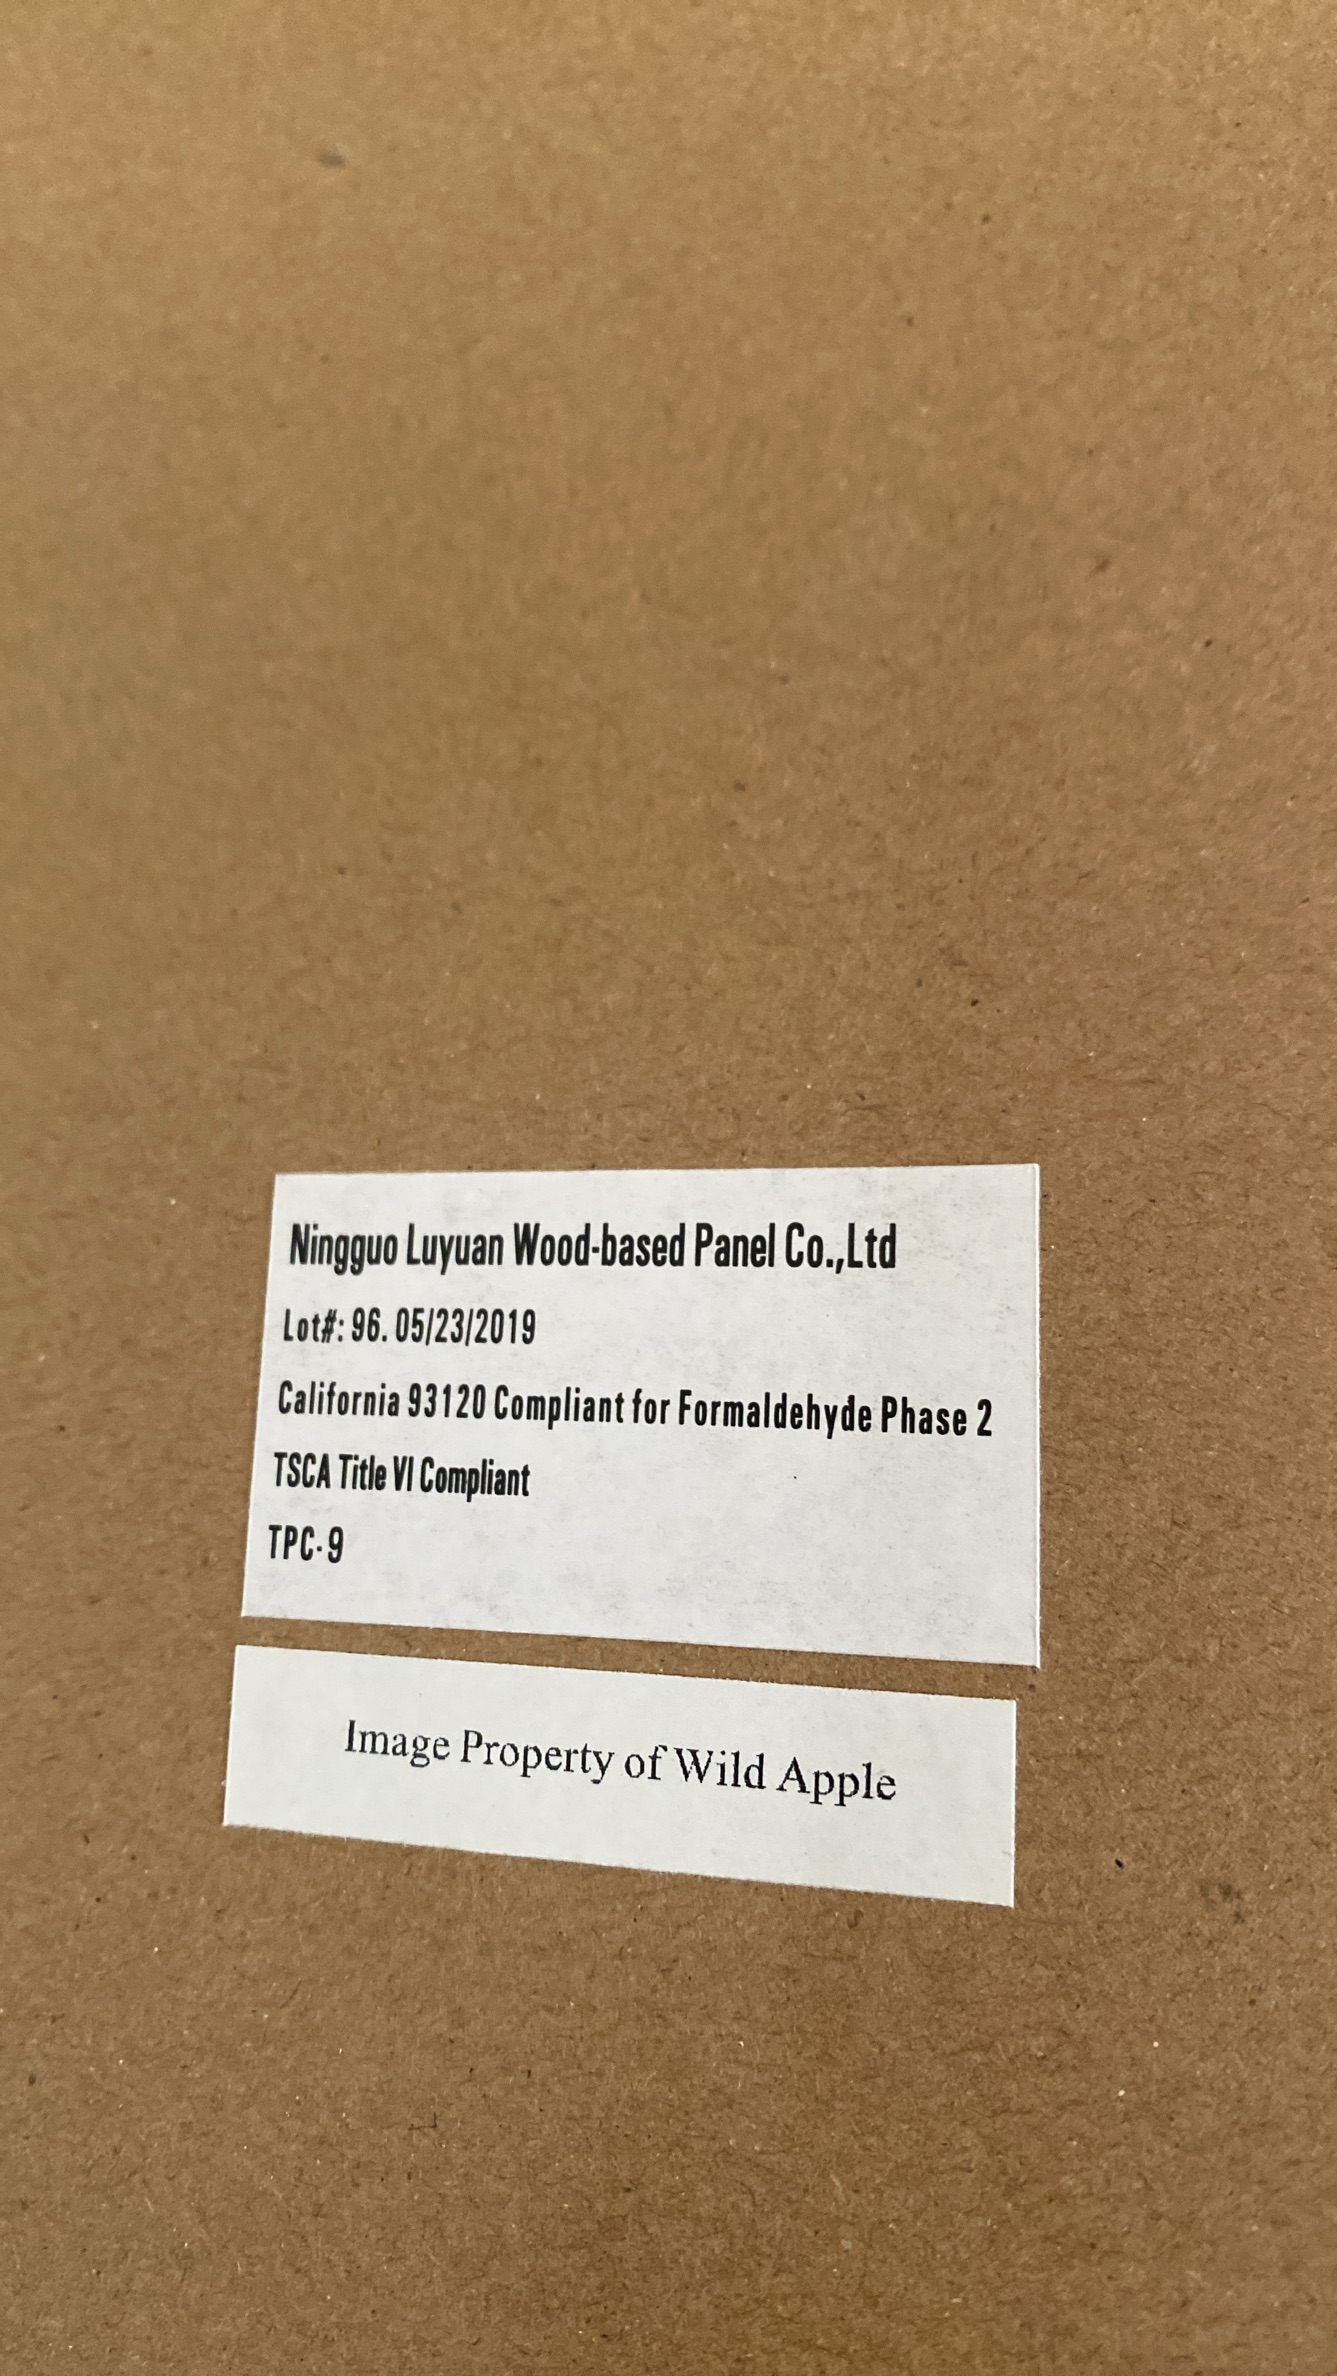 Ningguo Luyuan Wood-based Panel Co.,Ltd
Lot#: 96. 05/23/2019
California 93120 Compliant for Formaldehyde Phase 2
TSCA Title VI Compliant
TPC-9
Image Property of Wild Apple